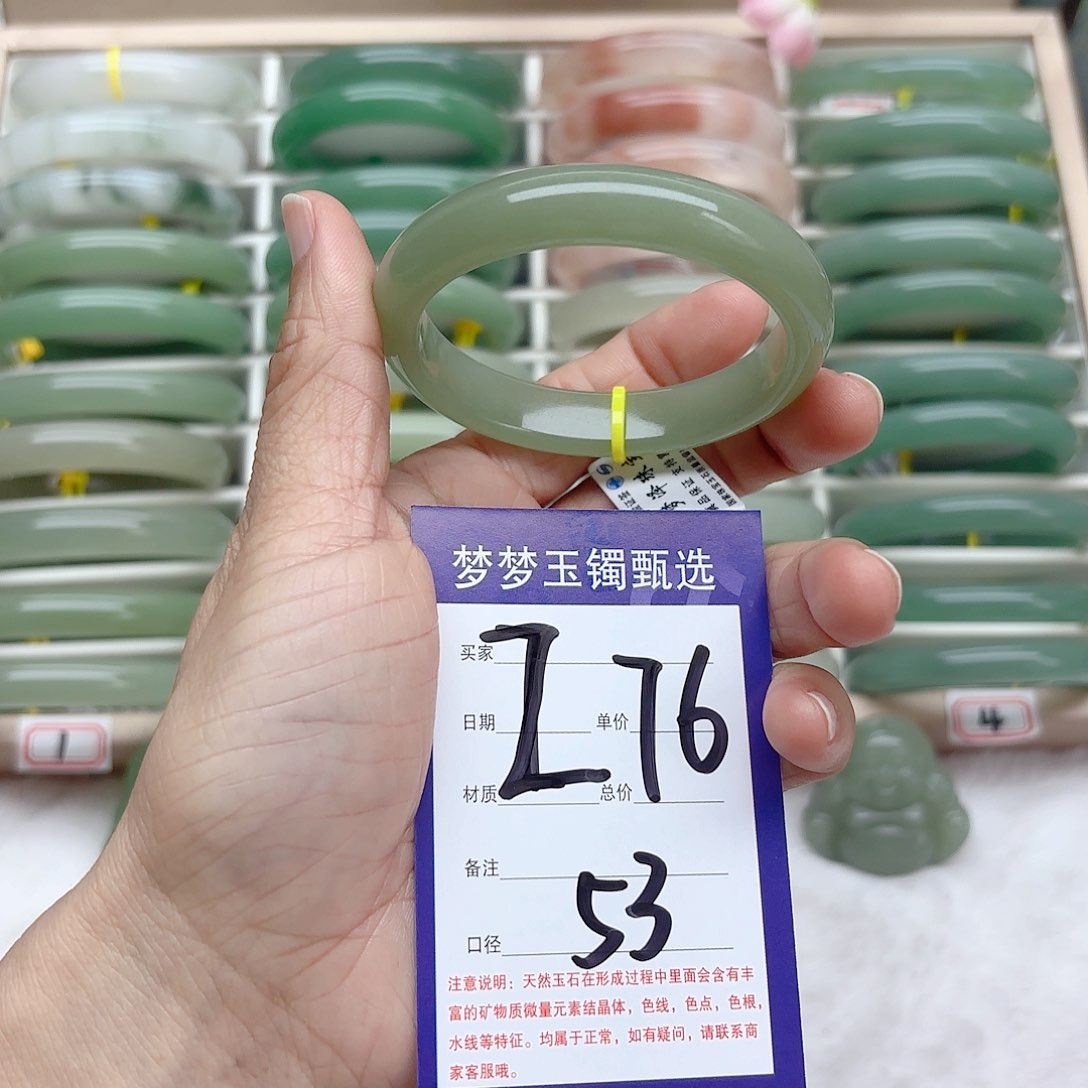 梦梦玉镯甄选
买家
日期 单价
材质 总价
Z 76
备注
53
口径
注意说明：天然玉石在形成过程中里面会含有丰
富的矿物质微量元素结晶体，色线，色点，色根，
水线等特征。均属于正常，如有疑问，请联系商
家客服哦。
1
4